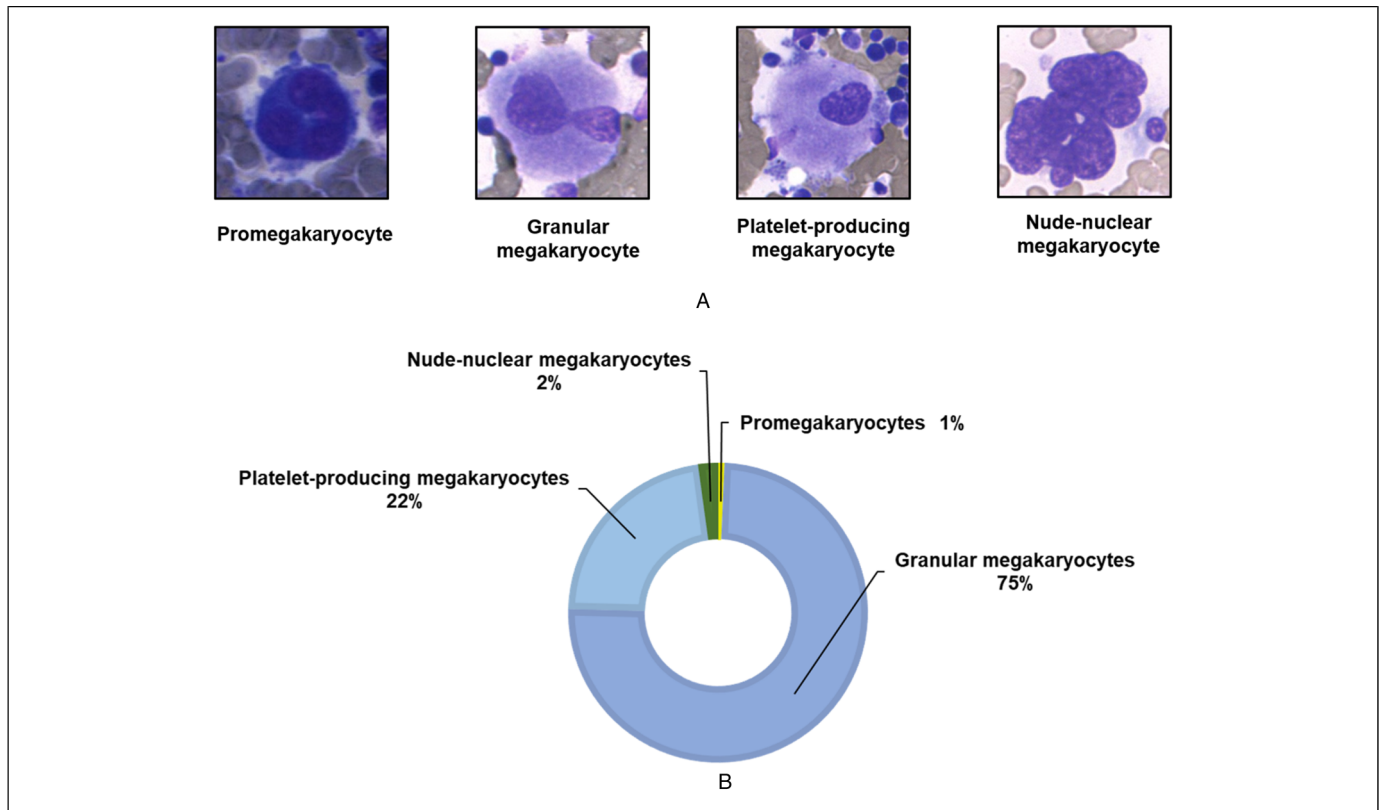 Promegakaryocyte
Granular
megakaryocyte
Platelet-producing
megakaryocyte
Nude-nuclear
megakaryocyte
A
Nude-nuclear megakaryocytes
2%
Promegakaryocytes 1%
Platelet-producing megakaryocytes
22%
Granular megakaryocytes
75%
B